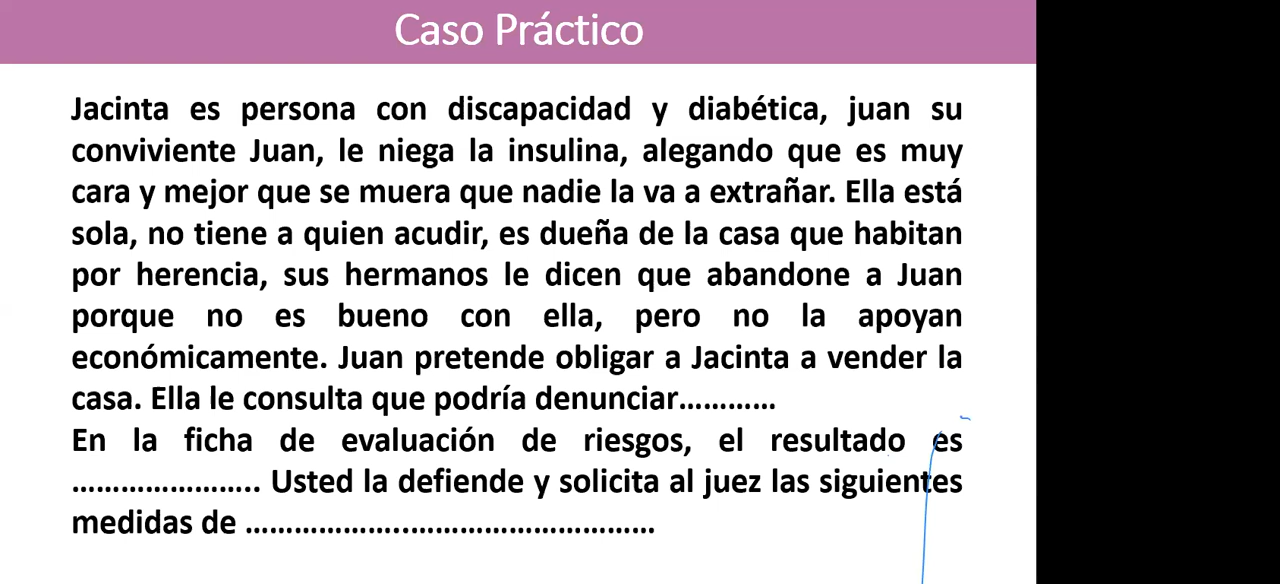 Caso Práctico
Jacinta es persona con discapacidad y diabética, juan su
conviviente Juan, le niega la insulina, alegando que es muy
cara y mejor que se muera que nadie la va a extrañar. Ella está
sola, no tiene a quien acudir, es dueña de la casa que habitan
por herencia, sus hermanos le dicen que abandone a Juan
porque no es bueno con ella, pero no la apoyan
económicamente. Juan pretende obligar a Jacinta a vender la
casa. Ella le consulta que podría denunciar…………
En la ficha de evaluación de riesgos, el resultado es
………………….. Usted la defiende y solicita al juez las siguientes
medidas de ………………..…………………………